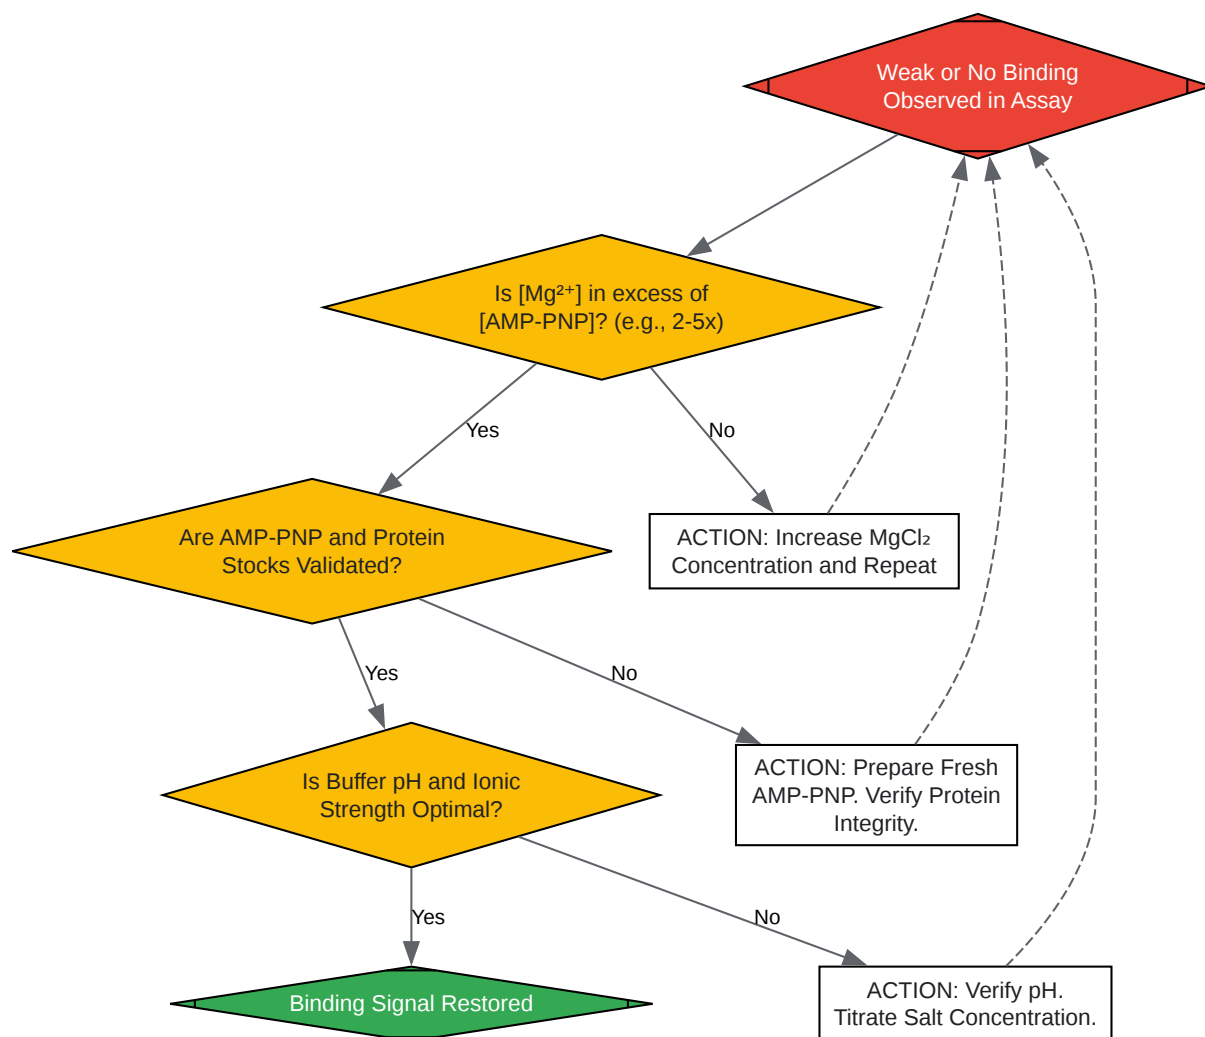 Weak or No Binding
Observed in Assay
Is [Mg²⁺] in excess of
[AMP-PNP]? (e.g., 2-5x)
Yes
No
Are AMP-PNP and Protein
Stocks Validated?
ACTION: Increase MgCl₂
Concentration and Repeat
Yes
No
Is Buffer pH and Ionic
Strength Optimal?
ACTION: Prepare Fresh
AMP-PNP. Verify Protein
Integrity.
Yes
No
Binding Signal Restored
ACTION: Verify pH.
Titrate Salt Concentration.